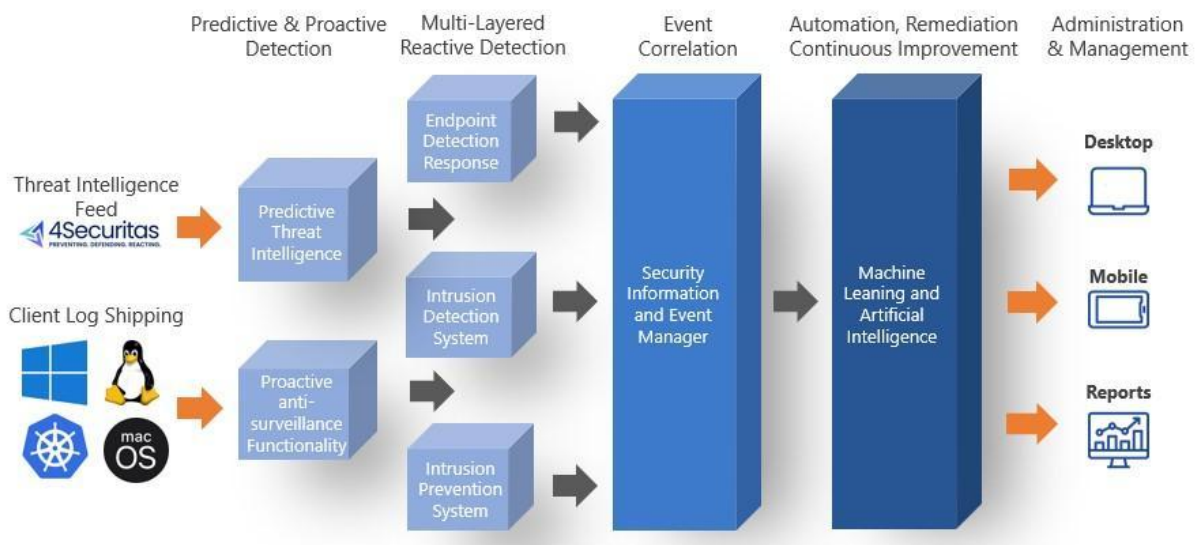 Predictive & Proactive
Detection
Multi-Layered
Reactive Detection
Event
Correlation
Automation, Remediation
Continuous Improvement
Administration
& Management
Threat Intelligence
Feed
4Securitas
PREVENTING. DEFENDING. REACTING.
Client Log Shipping
mac
OS
Predictive
Threat
Intelligence
Proactive
anti-
surveillance
Functionality
Endpoint
Detection
Response
Intrusion
Detection
System
Intrusion
Prevention
System
Security
Information
and Event
Manager
Machine
Leaning and
Artificial
Intelligence
Desktop
Mobile
Reports